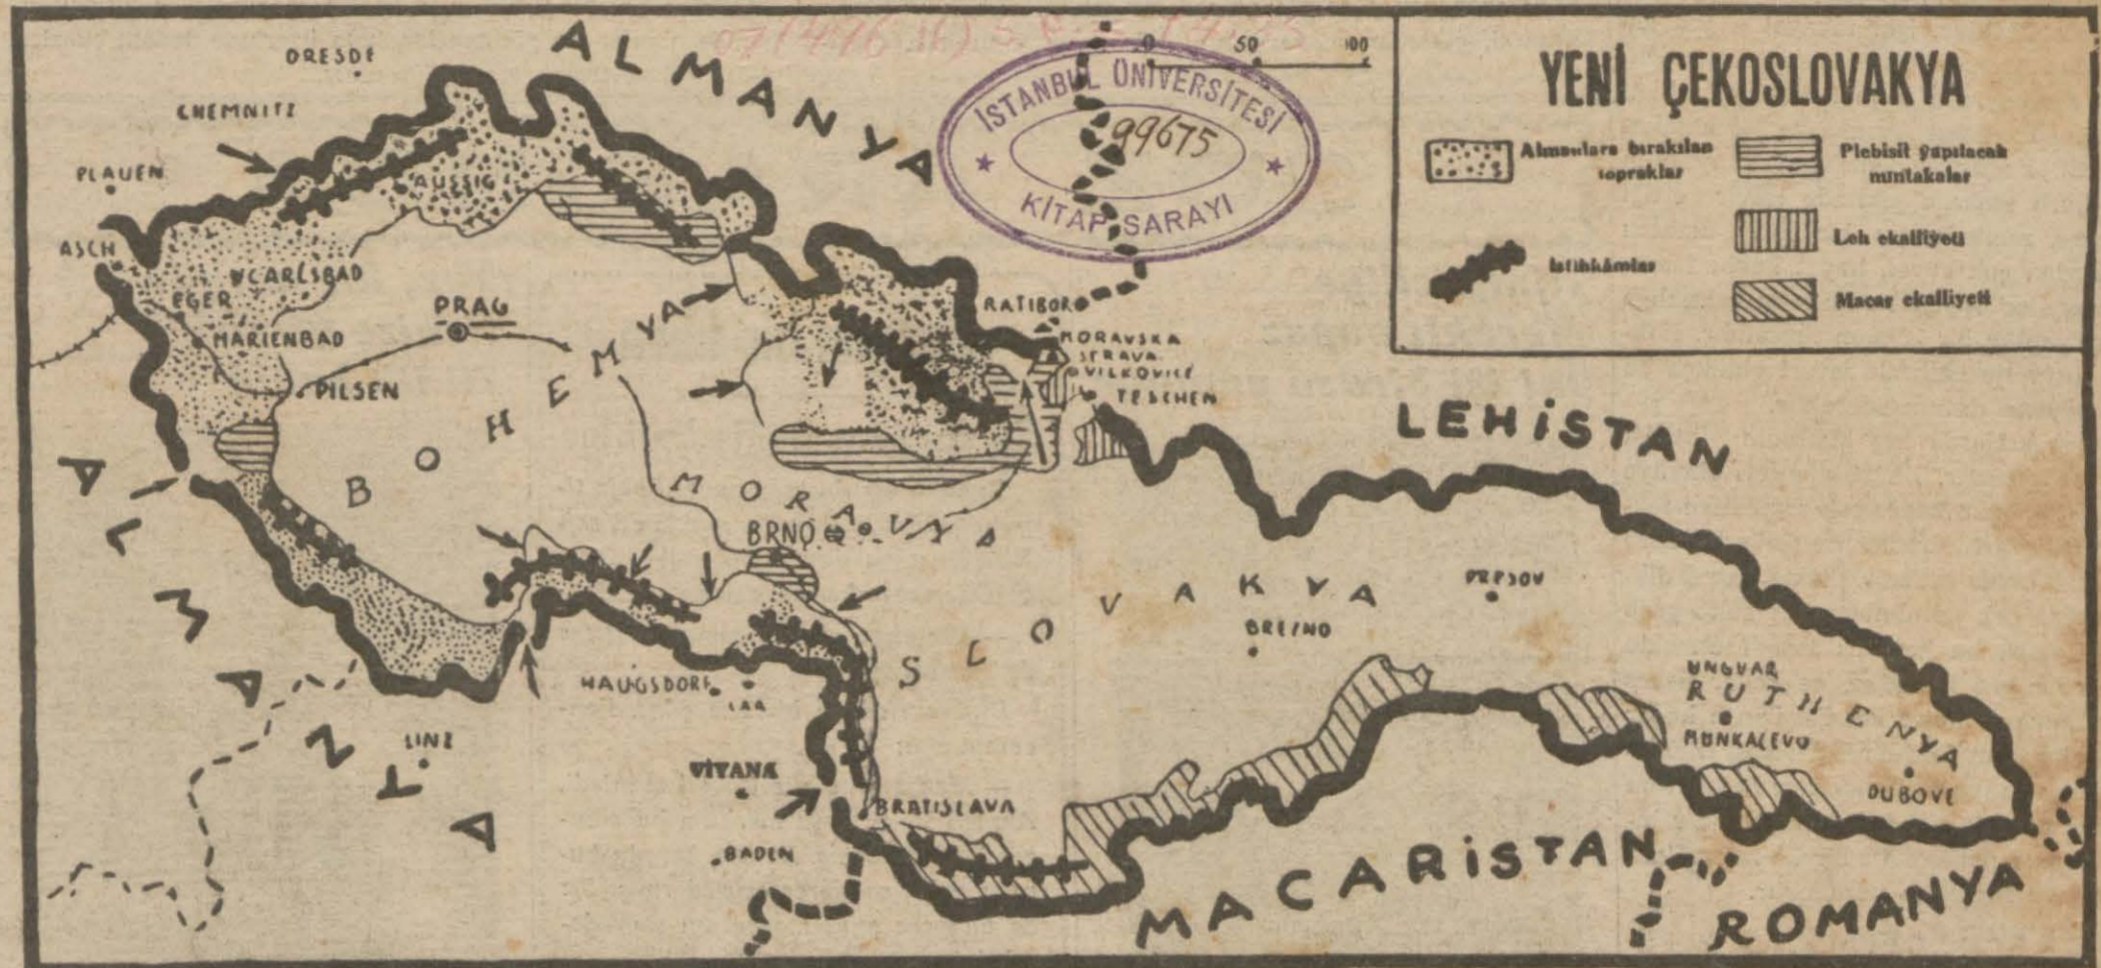 YENİ ÇEKOSLOVAKYA
Almanlara bırakılan
topraklar
Plebisit yapılacak
mıntakalar
Leh ekalliyeti
İstihkâmlar
Macar ekalliyeti
0 50 100
İSTANBUL ÜNİVERSİTESİ
99675
KİTAP SARAYI
ALMANYA
DRESDE
CHEMNITZ
PLAUEN
AUSSIG
ASCH
CARLSBAD
EGER
PRAG
MARIENBAD
PILSEN
BOHEMYA
RATIBOR
MORAVSKA
STRAVA
VILKOVICE
TESCHEN
LEHİSTAN
ALMANYA
MORAVYA
BRNO
SLOVAKYA
PRESOV
BREZNO
HAUGSDORF
LAA
UNGVAR
RUTHENYA
MUNKALEVO
DUBOVE
LINZ
VİYANA
BRATISLAVA
BADEN
MACARİSTAN
ROMANYA